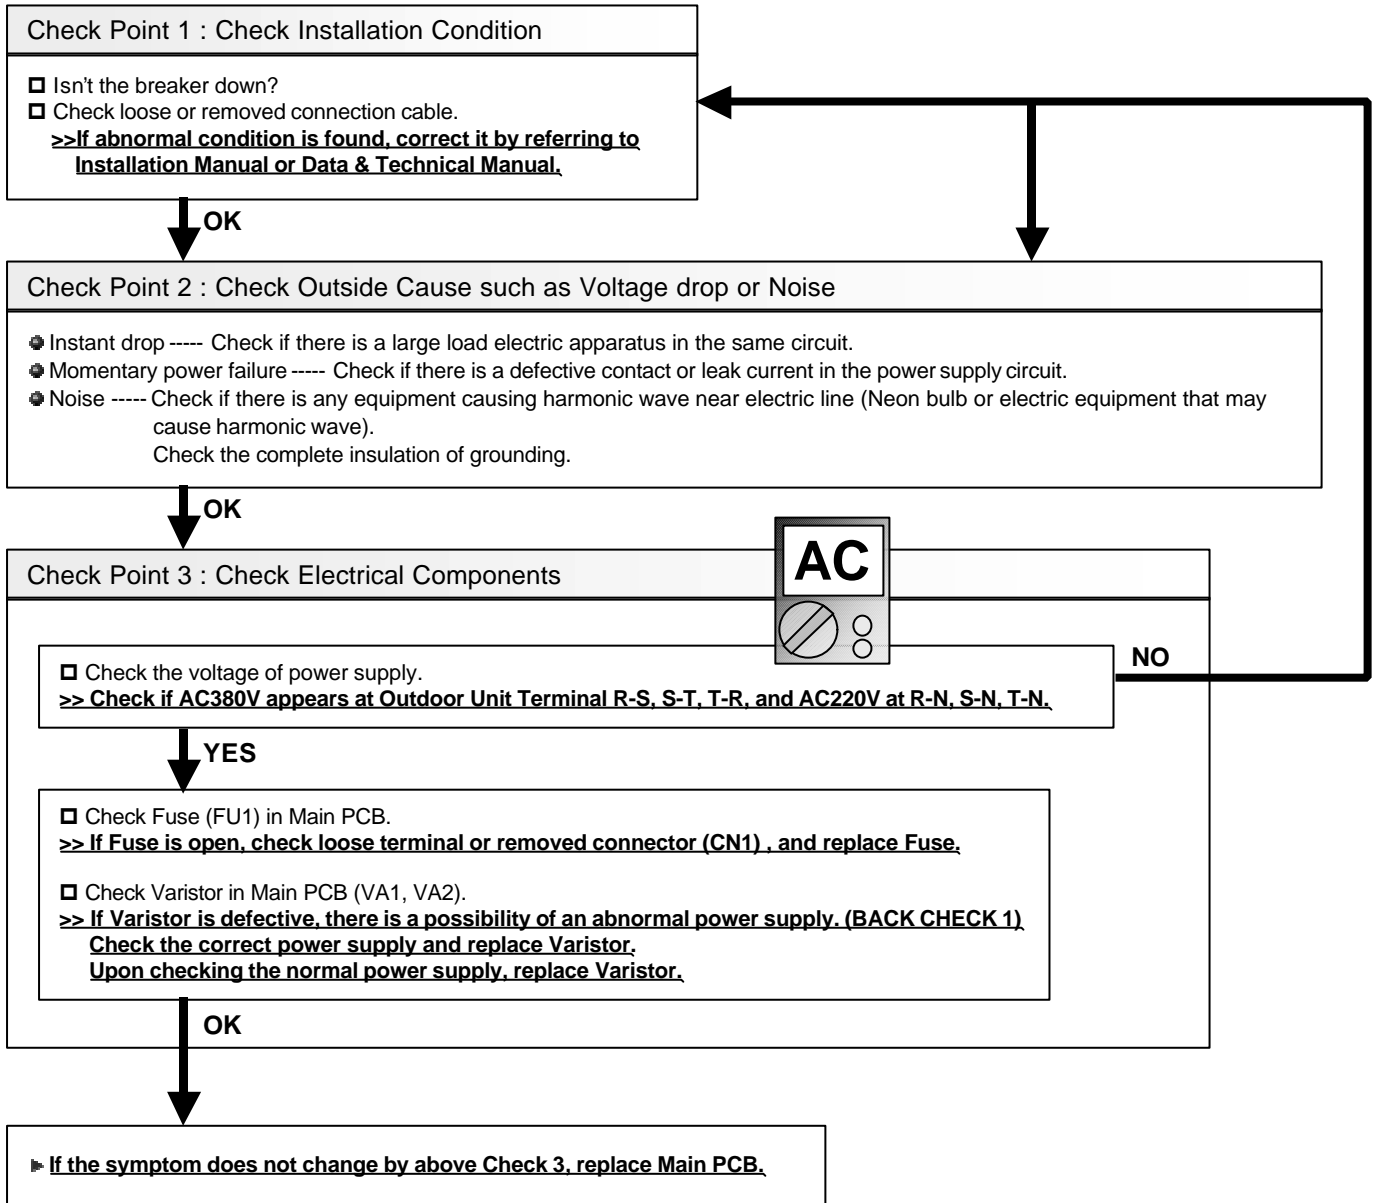 Check Point 1 : Check Installation Condition
Isn't the breaker down?
Check loose or removed connection cable.
>>If abnormal condition is found, correct it by referring to
Installation Manual or Data & Technical Manual.
OK
Check Point 2 : Check Outside Cause such as Voltage drop or Noise
Instant drop ----- Check if there is a large load electric apparatus in the same circuit.
Momentary power failure ----- Check if there is a defective contact or leak current in the power supply circuit.
Noise ----- Check if there is any equipment causing harmonic wave near electric line (Neon bulb or electric equipment that may
cause harmonic wave).
Check the complete insulation of grounding.
OK
Check Point 3 : Check Electrical Components
AC
Check the voltage of power supply.
>> Check if AC380V appears at Outdoor Unit Terminal R-S, S-T, T-R, and AC220V at R-N, S-N, T-N.
NO
YES
Check Fuse (FU1) in Main PCB.
>> If Fuse is open, check loose terminal or removed connector (CN1) , and replace Fuse.
Check Varistor in Main PCB (VA1, VA2).
>> If Varistor is defective, there is a possibility of an abnormal power supply. (BACK CHECK 1)
Check the correct power supply and replace Varistor.
Upon checking the normal power supply, replace Varistor.
OK
If the symptom does not change by above Check 3, replace Main PCB.